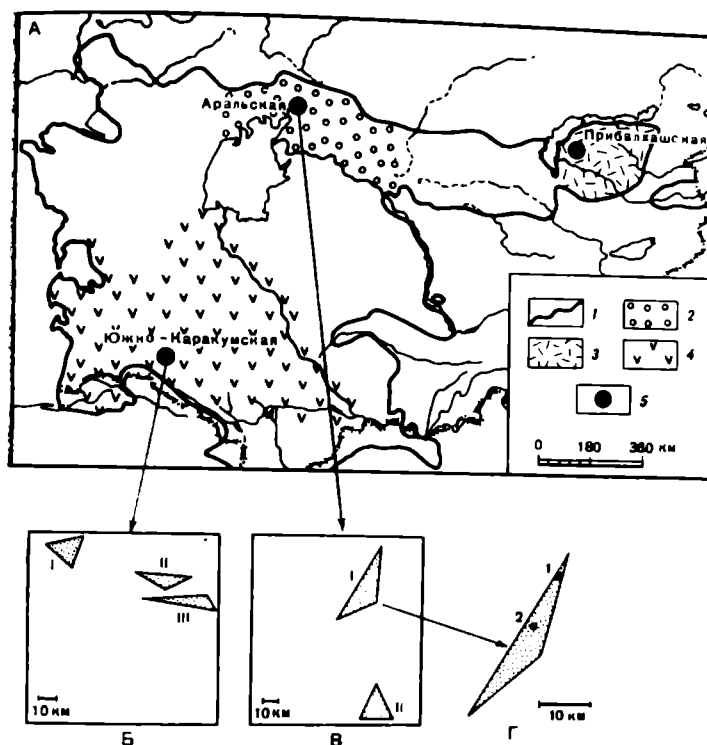 А
Аральская
Прибалхашская
Южно-Каракумская
1
2
3
4
5
0 180 360 км
I
II
III
10 км
Б
I
II
10 км
В
1
2
10 км
Г